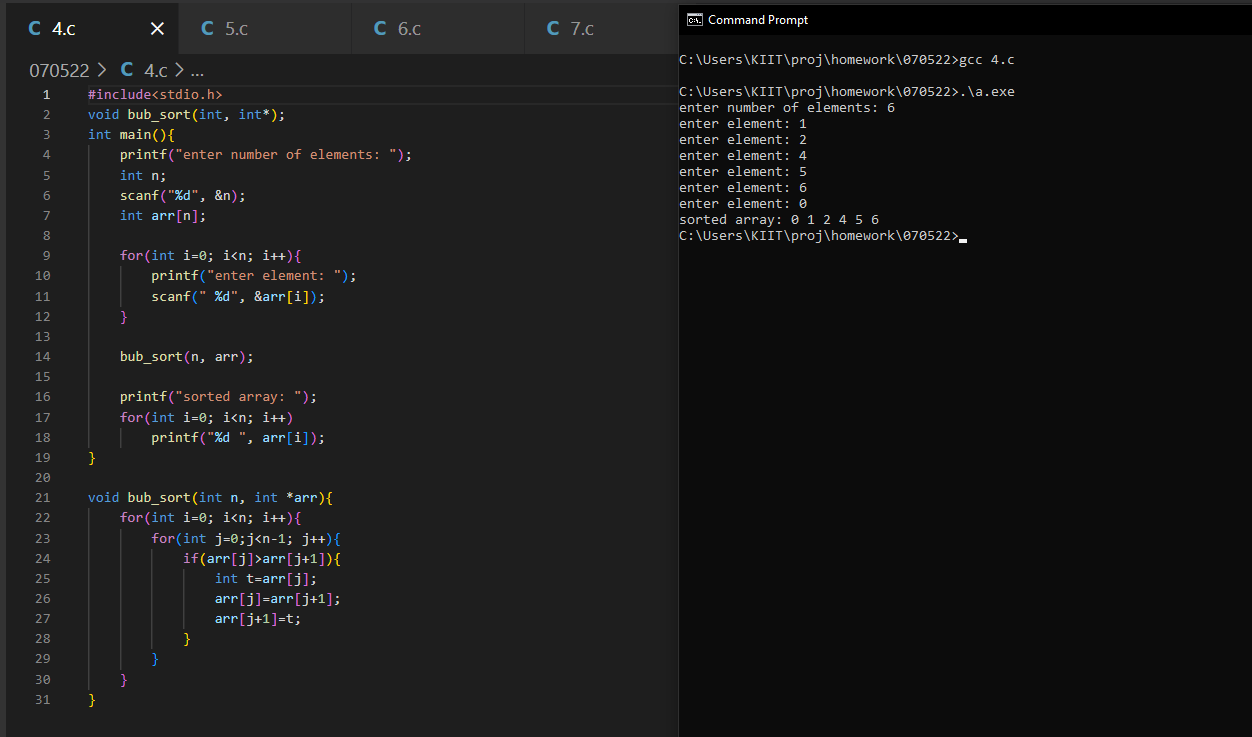 C 4.c ×
C 5.c
C 6.c
C 7.c
070522 > C 4.c > ...
1 #include<stdio.h>
2 void bub_sort(int, int*);
3 int main(){
4     printf("enter number of elements: ");
5     int n;
6     scanf("%d", &n);
7     int arr[n];
8
9     for(int i=0; i<n; i++){
10         printf("enter element: ");
11         scanf(" %d", &arr[i]);
12     }
13
14     bub_sort(n, arr);
15
16     printf("sorted array: ");
17     for(int i=0; i<n; i++)
18         printf("%d ", arr[i]);
19 }
20
21 void bub_sort(int n, int *arr){
22     for(int i=0; i<n; i++){
23         for(int j=0;j<n-1; j++){
24             if(arr[j]>arr[j+1]){
25                 int t=arr[j];
26                 arr[j]=arr[j+1];
27                 arr[j+1]=t;
28             }
29         }
30     }
31 }
C:\. Command Prompt
C:\Users\KIIT\proj\homework\070522>gcc 4.c
C:\Users\KIIT\proj\homework\070522>.\a.exe
enter number of elements: 6
enter element: 1
enter element: 2
enter element: 4
enter element: 5
enter element: 6
enter element: 0
sorted array: 0 1 2 4 5 6
C:\Users\KIIT\proj\homework\070522>